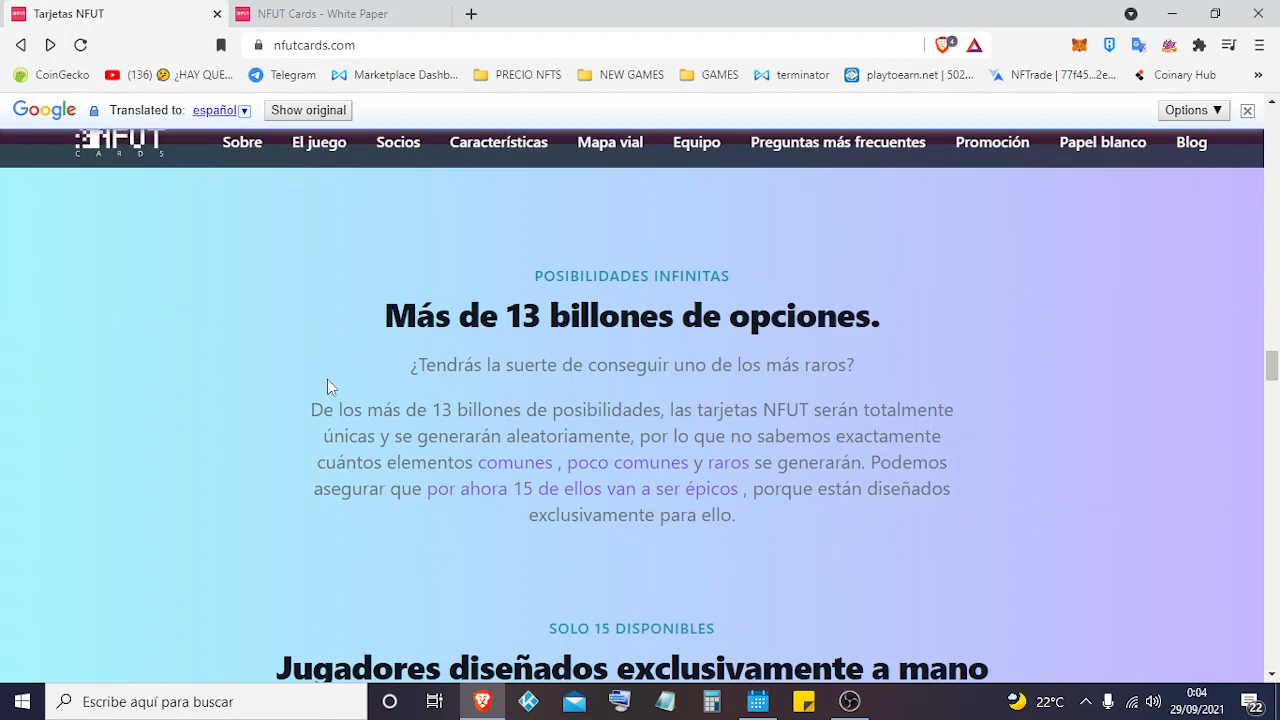 Tarjetas NFUT
NFUT Cards - White Paper
nfutcards.com
4
CoinGecko
(136) 🤔 ¿HAY QUE...
Telegram
Marketplace Dashb...
PRECIO NFTS
NEW GAMES
GAMES
terminator
playtoearn.net | 502...
NFTrade | 77f45...2e...
Coinary Hub
»
Google Translated to: español Show original Options ▼
NFUT
CARDS
Sobre El juego Socios Características Mapa vial Equipo Preguntas más frecuentes Promoción Papel blanco Blog
POSIBILIDADES INFINITAS
Más de 13 billones de opciones.
¿Tendrás la suerte de conseguir uno de los más raros?
De los más de 13 billones de posibilidades, las tarjetas NFUT serán totalmente
únicas y se generarán aleatoriamente, por lo que no sabemos exactamente
cuántos elementos comunes , poco comunes y raros se generarán. Podemos
asegurar que por ahora 15 de ellos van a ser épicos , porque están diseñados
exclusivamente para ello.
SOLO 15 DISPONIBLES
Jugadores diseñados exclusivamente a mano
Escribe aquí para buscar
22°C
0:04
29/09/2021
22